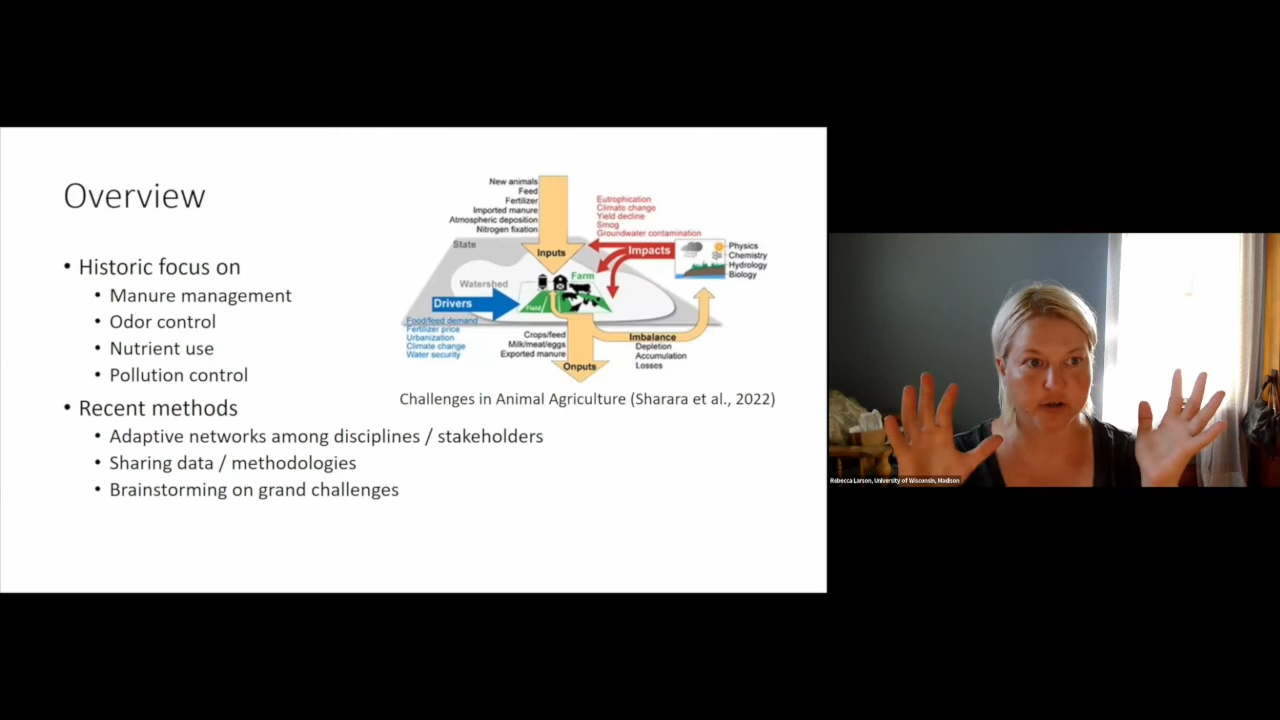 Overview
• Historic focus on
• Manure management
• Odor control
• Nutrient use
• Pollution control
• Recent methods
• Adaptive networks among disciplines / stakeholders
• Sharing data / methodologies
• Brainstorming on grand challenges
New animals
Feed
Fertilizer
Imported manure
Atmospheric deposition
Nitrogen fixation
Inputs
Eutrophication
Climate change
Yield decline
Smog
Groundwater contamination
Impacts
Physics
Chemistry
Hydrology
Biology
State
Watershed
Farm
Field
Drivers
Food/feed demand
Fertilizer price
Urbanization
Climate change
Water security
Crops/feed
Milk/meat/eggs
Exported manure
Onputs
Imbalance
Depletion
Accumulation
Losses
Challenges in Animal Agriculture (Sharara et al., 2022)
Rebecca Larson, University of Wisconsin, Madison